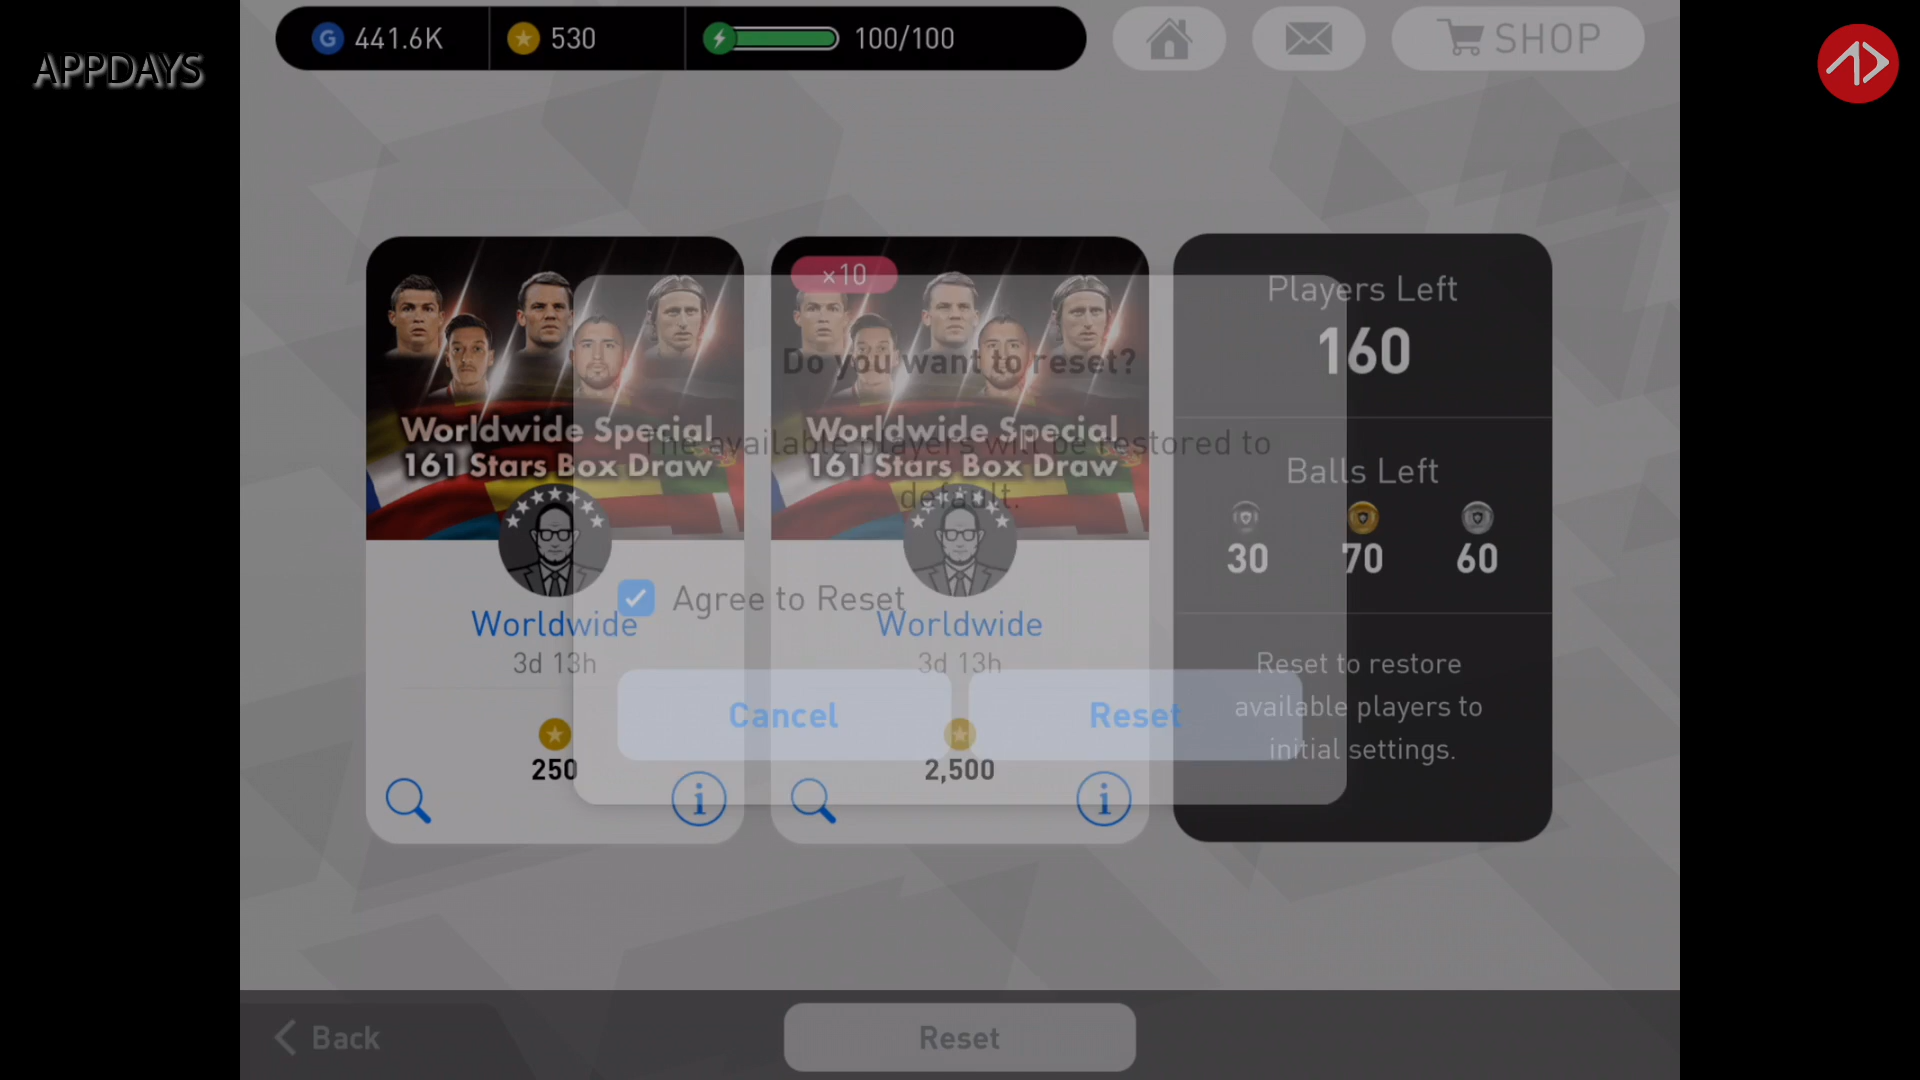 APPDAYS
G 441.6K
530
100/100
SHOP
Worldwide Special
161 Stars Box Draw
Worldwide
3d 13h
250
i
×10
Worldwide Special
161 Stars Box Draw
Worldwide
3d 13h
2,500
i
Players Left
160
Balls Left
30 70 60
Reset to restore
available players to
initial settings.
Do you want to reset?
The available players will be restored to
default.
Agree to Reset
Cancel
Reset
Back
Reset